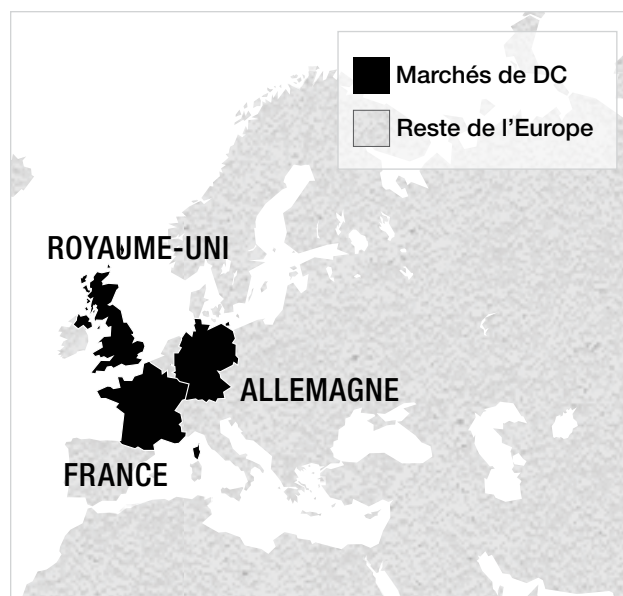 Marchés de DC
Reste de l’Europe
ROYAUME-UNI
ALLEMAGNE
FRANCE